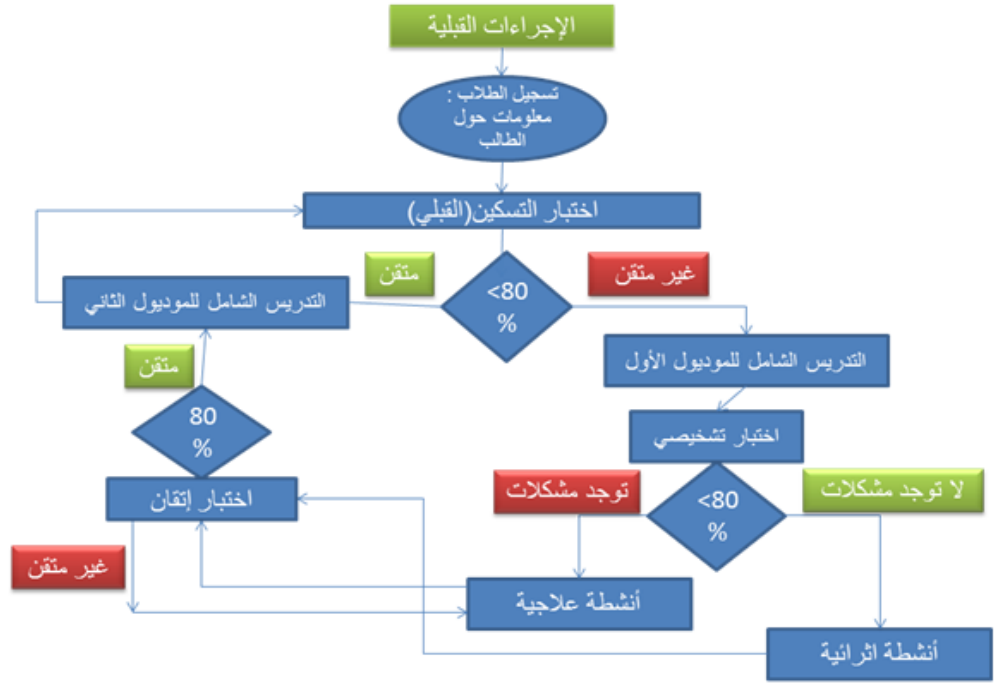 الإجراءات القبلية
تسجيل الطلاب :
معلومات حول
الطالب
اختبار التسكين(القبلي)
متقن
<80
%
غير متقن
التدريس الشامل للموديول الثاني
التدريس الشامل للموديول الأول
متقن
80
%
اختبار تشخيصي
لا توجد مشكلات
<80
%
توجد مشكلات
اختبار إتقان
غير متقن
أنشطة علاجية
أنشطة اثرائية